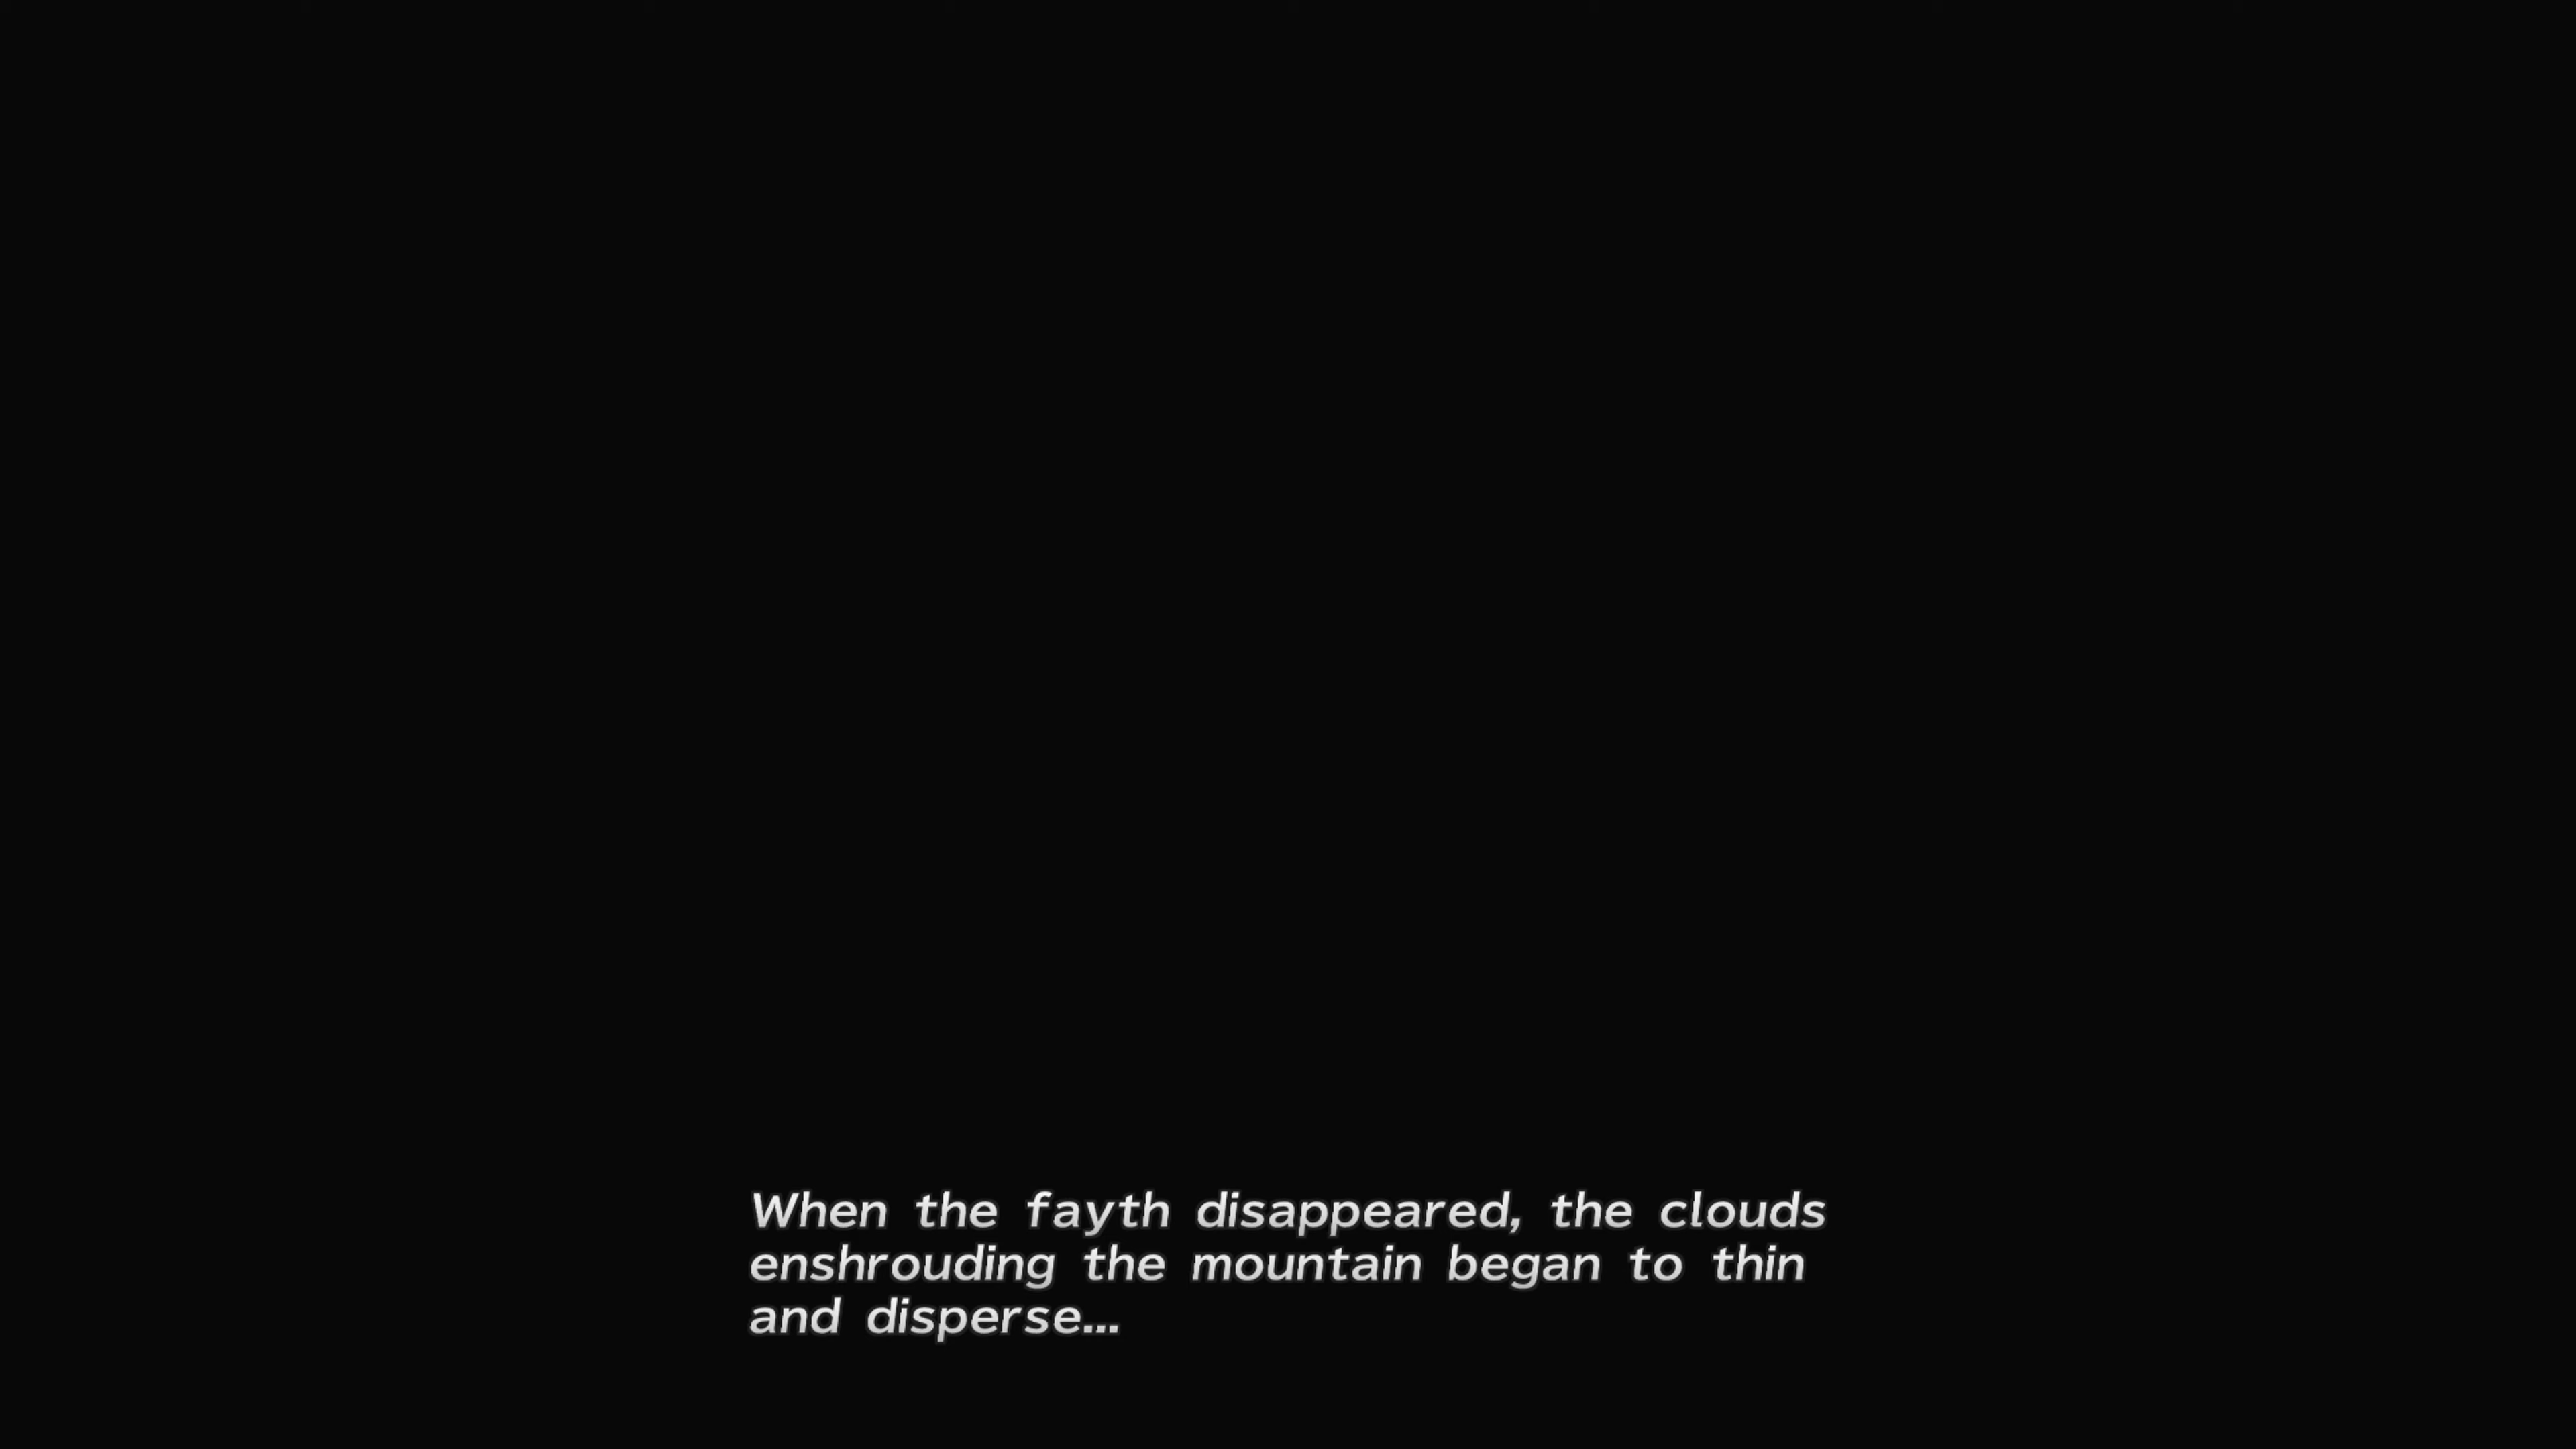 When the fayth disappeared, the clouds
enshrouding the mountain began to thin
and disperse...